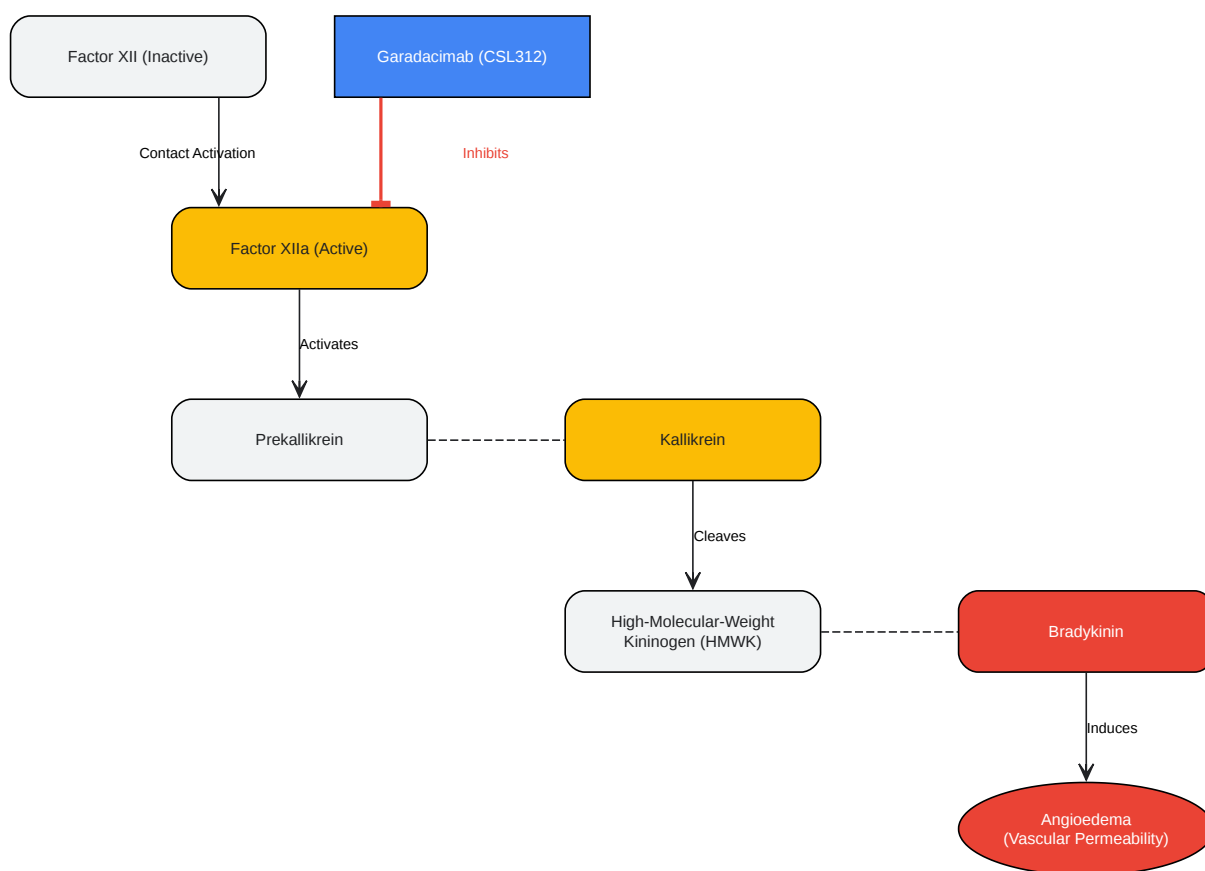 Factor XII (Inactive)
Garadacimab (CSL312)
Contact Activation
Inhibits
Factor XIIa (Active)
Activates
Prekallikrein
Kallikrein
Cleaves
High-Molecular-Weight
Kininogen (HMWK)
Bradykinin
Induces
Angioedema
(Vascular Permeability)